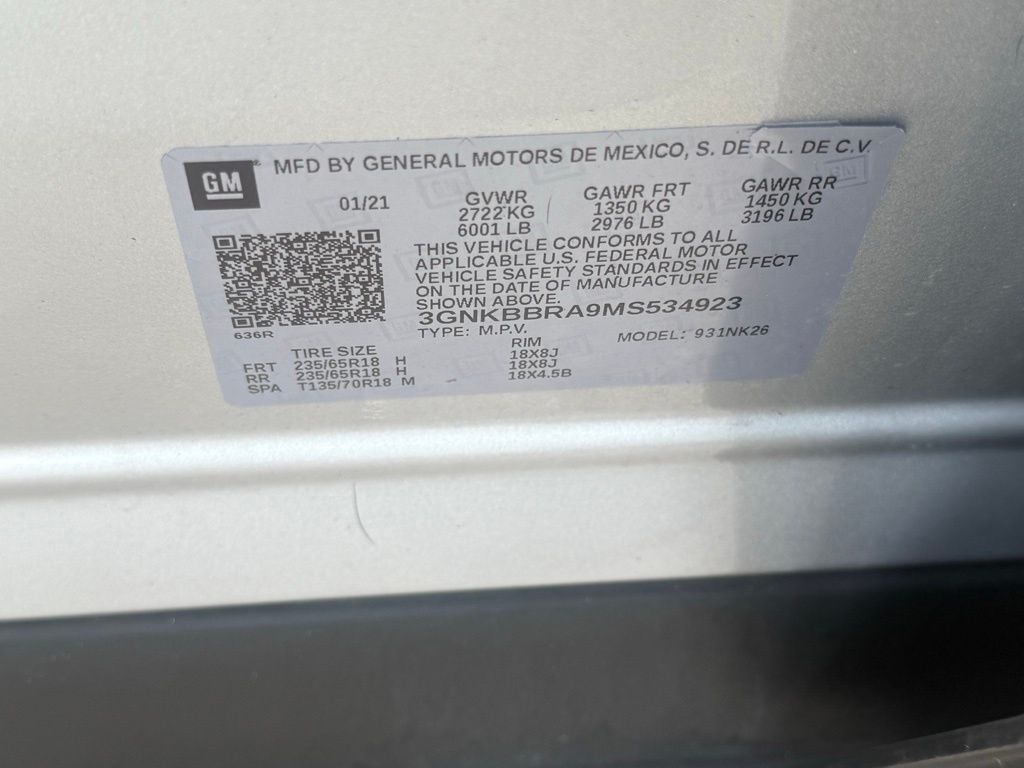 GM
MFD BY GENERAL MOTORS DE MEXICO, S. DE R.L. DE C.V.
01/21
GVWR
2722 KG
6001 LB
GAWR FRT
1350 KG
2976 LB
GAWR RR
1450 KG
3196 LB
THIS VEHICLE CONFORMS TO ALL
APPLICABLE U.S. FEDERAL MOTOR
VEHICLE SAFETY STANDARDS IN EFFECT
ON THE DATE OF MANUFACTURE
SHOWN ABOVE.
3GNKBBRA9MS534923
TYPE: M.P.V.
MODEL: 931NK26
636R
TIRE SIZE
RIM
FRT 235/65R18 H 18X8J
RR 235/65R18 H 18X8J
SPA T135/70R18 M 18X4.5B